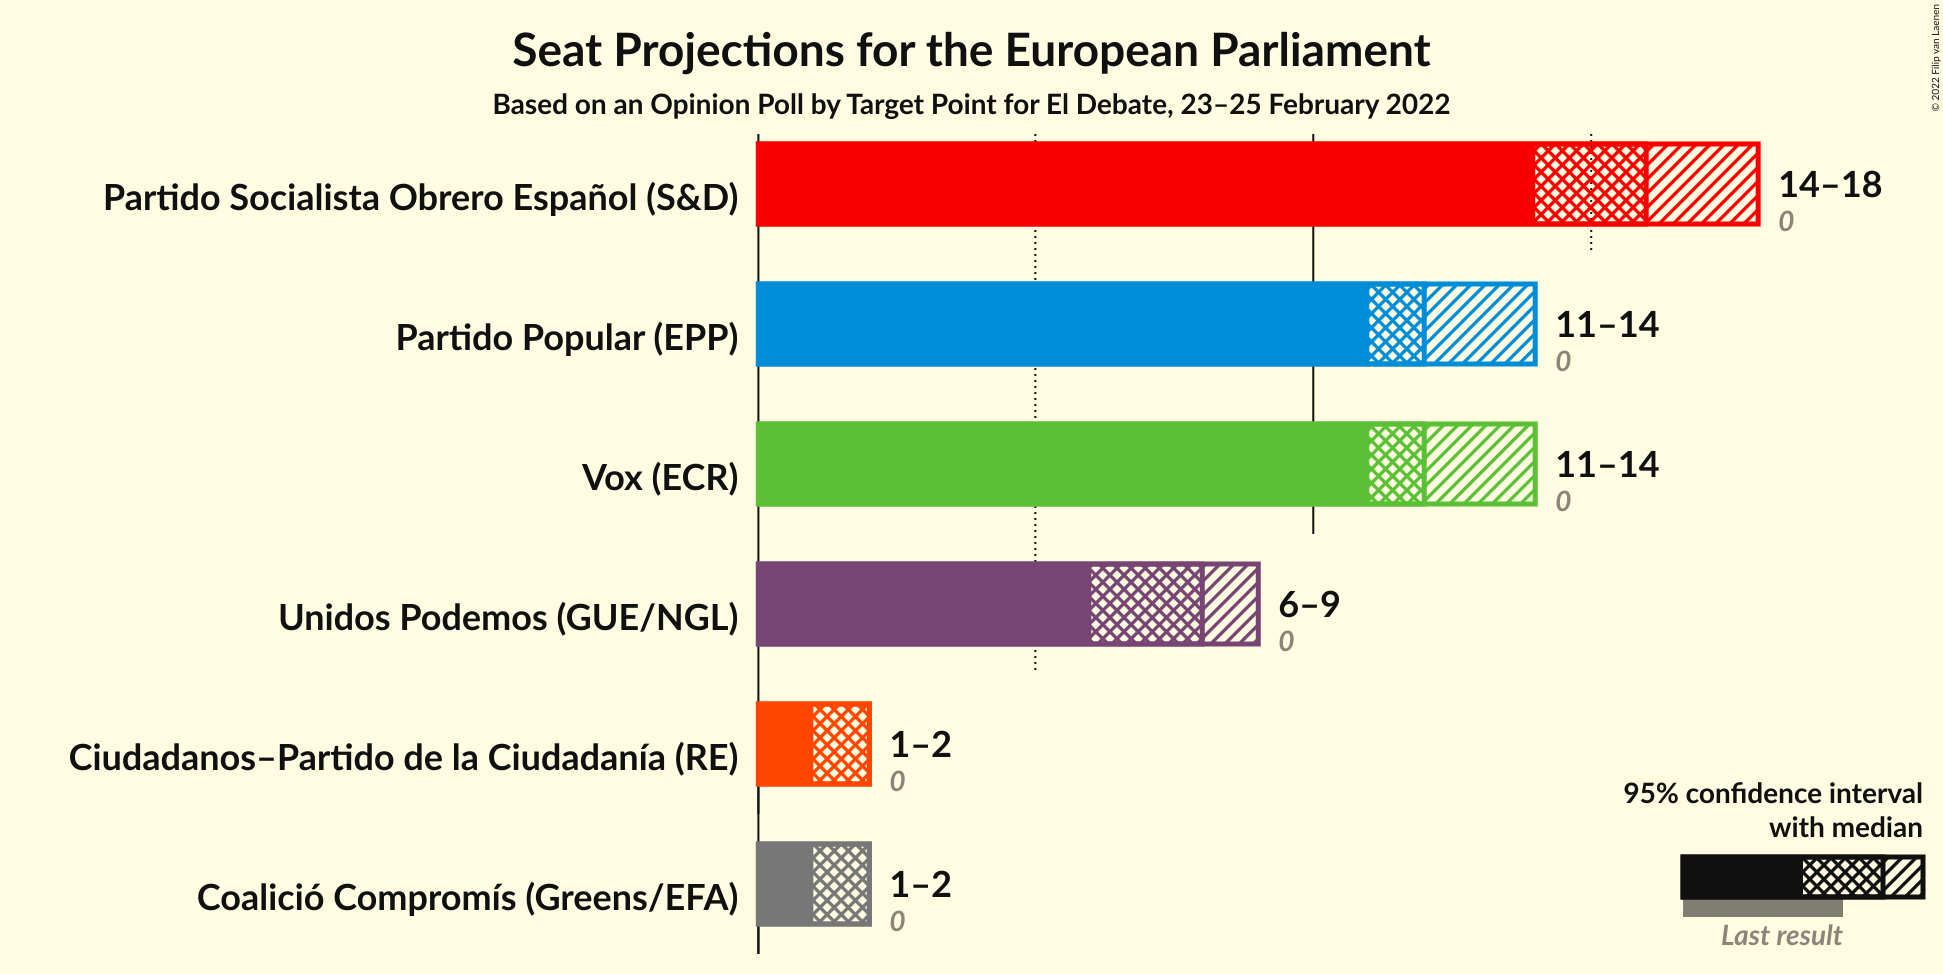 Seat Projections for the European Parliament
Based on an Opinion Poll by Target Point for El Debate, 23–25 February 2022
© 2022 Filip van Laenen
Partido Socialista Obrero Español (S&D)
14–18
0
Partido Popular (EPP)
11–14
0
Vox (ECR)
11–14
0
Unidos Podemos (GUE/NGL)
6–9
0
Ciudadanos–Partido de la Ciudadanía (RE)
1–2
0
Coalició Compromís (Greens/EFA)
1–2
0
95% confidence interval
with median
Last result